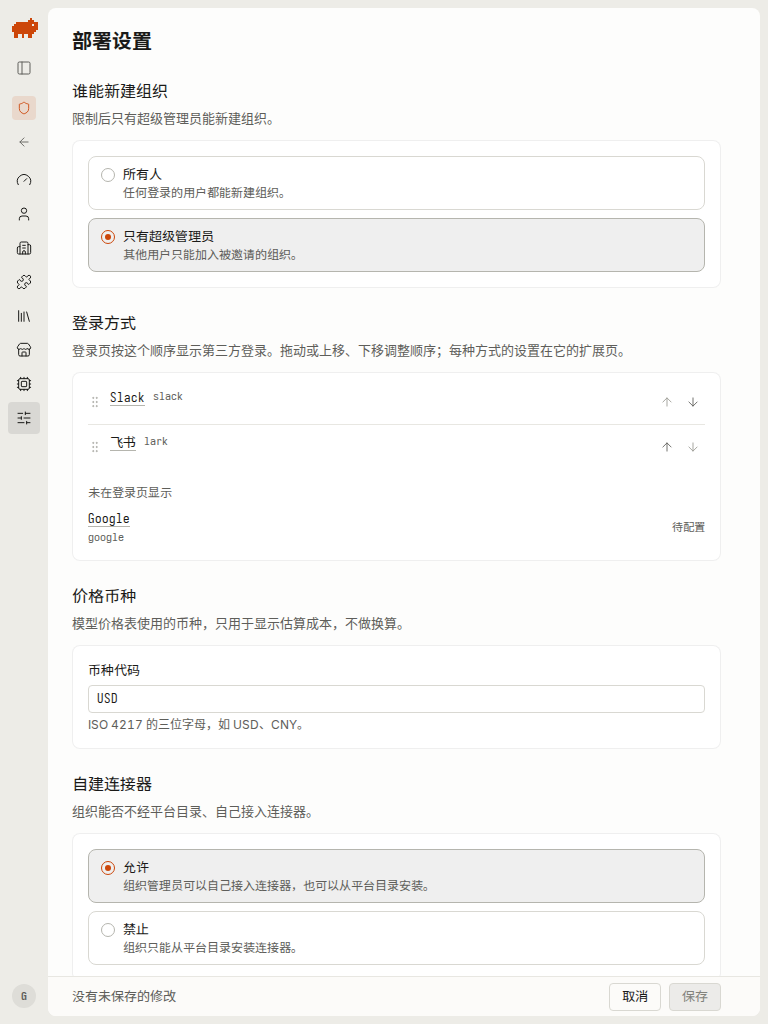 部署设置
谁能新建组织
限制后只有超级管理员能新建组织。
所有人
任何登录的用户都能新建组织。
只有超级管理员
其他用户只能加入被邀请的组织。
登录方式
登录页按这个顺序显示第三方登录。拖动或上移、下移调整顺序；每种方式的设置在它的扩展页。
Slack slack
飞书 lark
未在登录页显示
Google
google
待配置
价格币种
模型价格表使用的币种，只用于显示估算成本，不做换算。
币种代码
USD
ISO 4217 的三位字母，如 USD、CNY。
自建连接器
组织能否不经平台目录、自己接入连接器。
允许
组织管理员可以自己接入连接器，也可以从平台目录安装。
禁止
组织只能从平台目录安装连接器。
G
没有未保存的修改
取消
保存